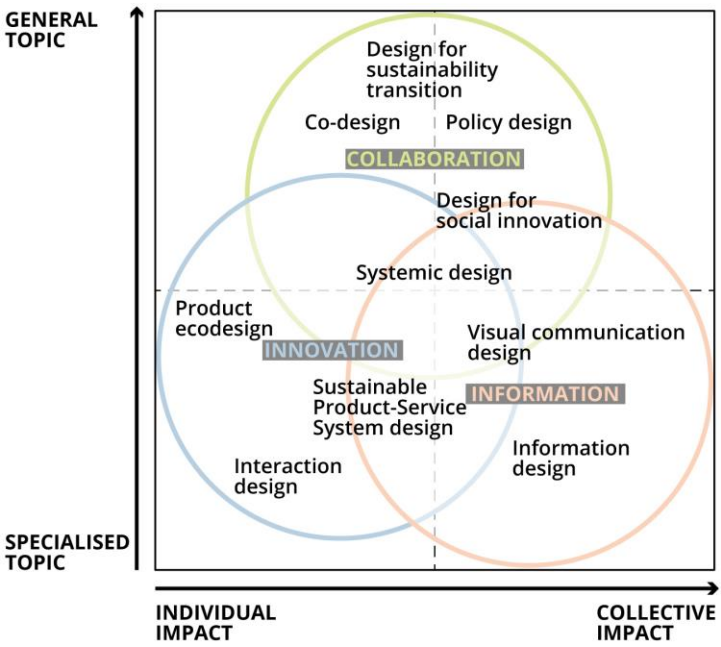 GENERAL
TOPIC
Design for
sustainability
transition
Co-design
Policy design
COLLABORATION
Design for
social innovation
Systemic design
Product
ecodesign
INNOVATION
Visual communication
design
Sustainable
Product-Service
System design
INFORMATION
Information
design
Interaction
design
SPECIALISED
TOPIC
INDIVIDUAL
IMPACT
COLLECTIVE
IMPACT